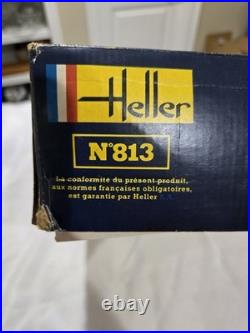 Heller
N°813
La conformité du présent produit,
aux normes françaises obligatoires,
est garantie par Heller